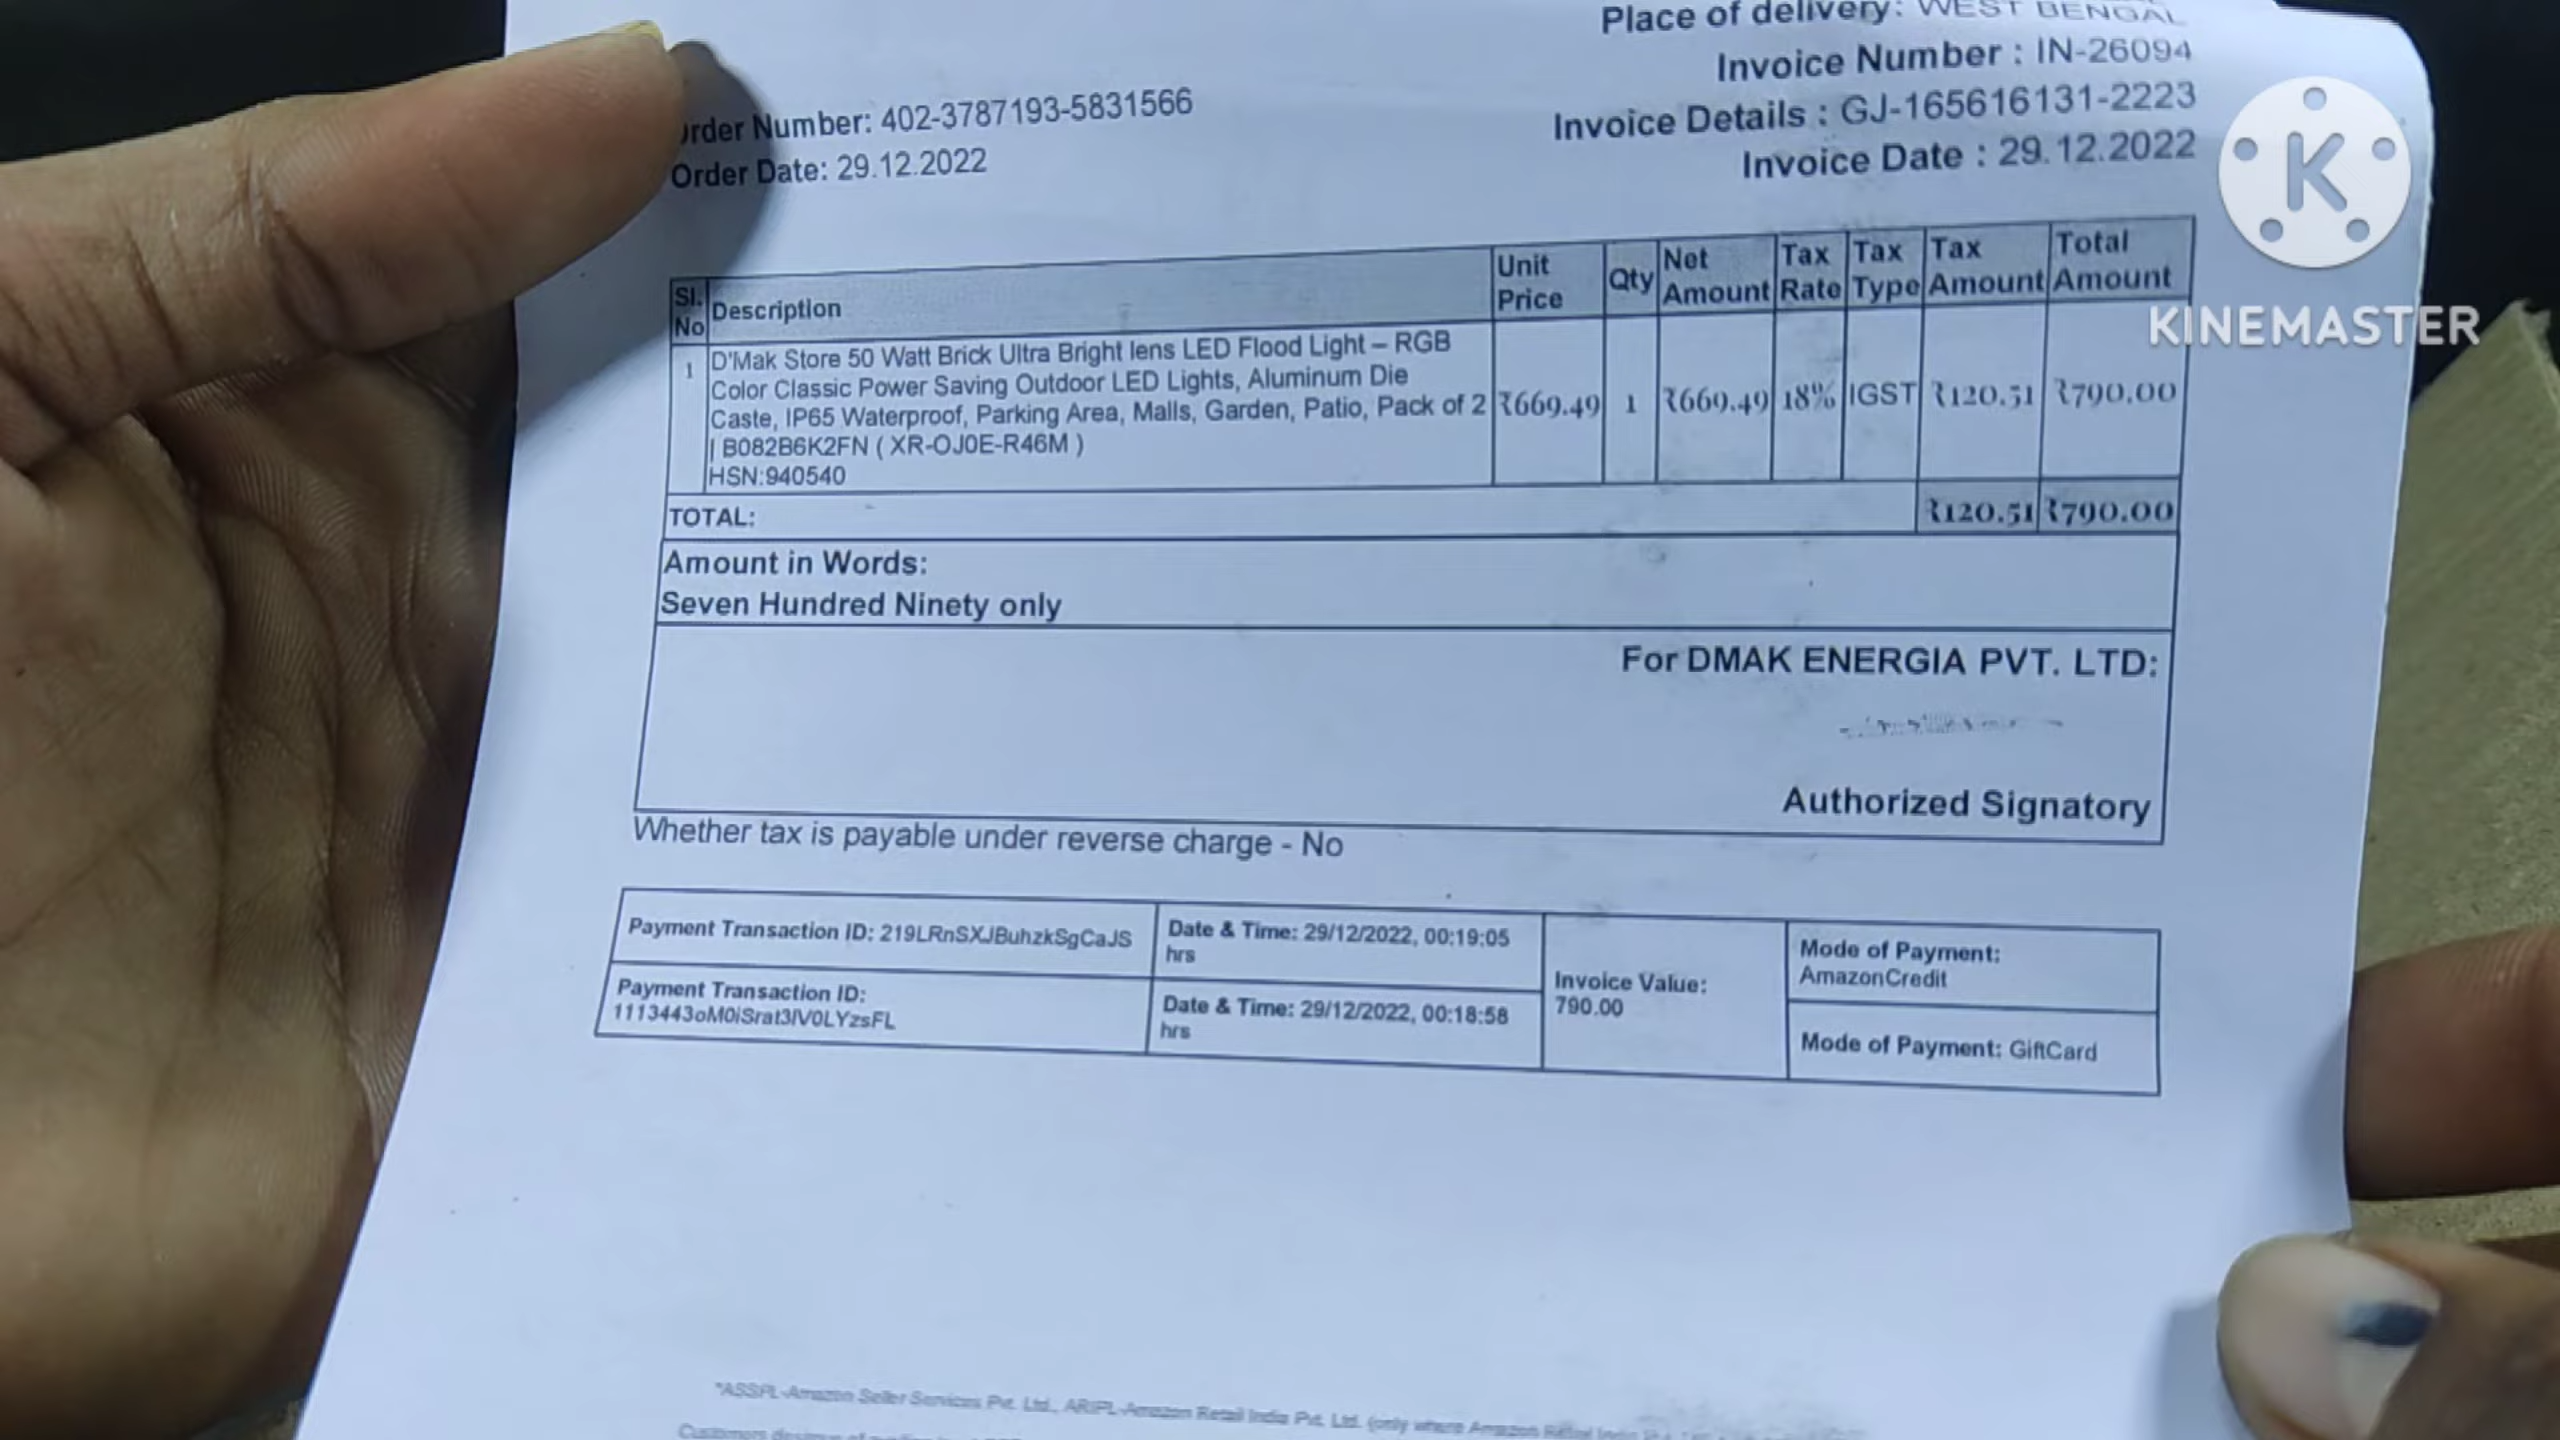 Place of delivery: WEST BENGAL
Invoice Number : IN-26094
Invoice Details : GJ-165616131-2223
Invoice Date : 29.12.2022
Order Number: 402-3787193-5831566
Order Date: 29.12.2022
K
KINEMASTER
Sl. No Description Unit Price Qty Net Amount Tax Rate Tax Type Tax Amount Total Amount
1 D'Mak Store 50 Watt Brick Ultra Bright lens LED Flood Light – RGB
Color Classic Power Saving Outdoor LED Lights, Aluminum Die
Caste, IP65 Waterproof, Parking Area, Malls, Garden, Patio, Pack of 2 ₹669.49 1 ₹669.49 18% IGST ₹120.51 ₹790.00
| B082B6K2FN ( XR-OJ0E-R46M )
HSN:940540
TOTAL: ₹120.51 ₹790.00
Amount in Words:
Seven Hundred Ninety only
For DMAK ENERGIA PVT. LTD:
Authorized Signatory
Whether tax is payable under reverse charge - No
Payment Transaction ID: 219LRnSXJBuhzkSgCaJS
Date & Time: 29/12/2022, 00:19:05
hrs
Payment Transaction ID:
1113443oM0iSrat3IV0LYzsFL
Date & Time: 29/12/2022, 00:18:58
hrs
Invoice Value:
790.00
Mode of Payment:
AmazonCredit
Mode of Payment: GiftCard
*ASSPL-Amazon Seller Services Pvt. Ltd., ARIPL-Amazon Retail India Pvt. Ltd. (only where Amazon Retail India
Customers desirous of